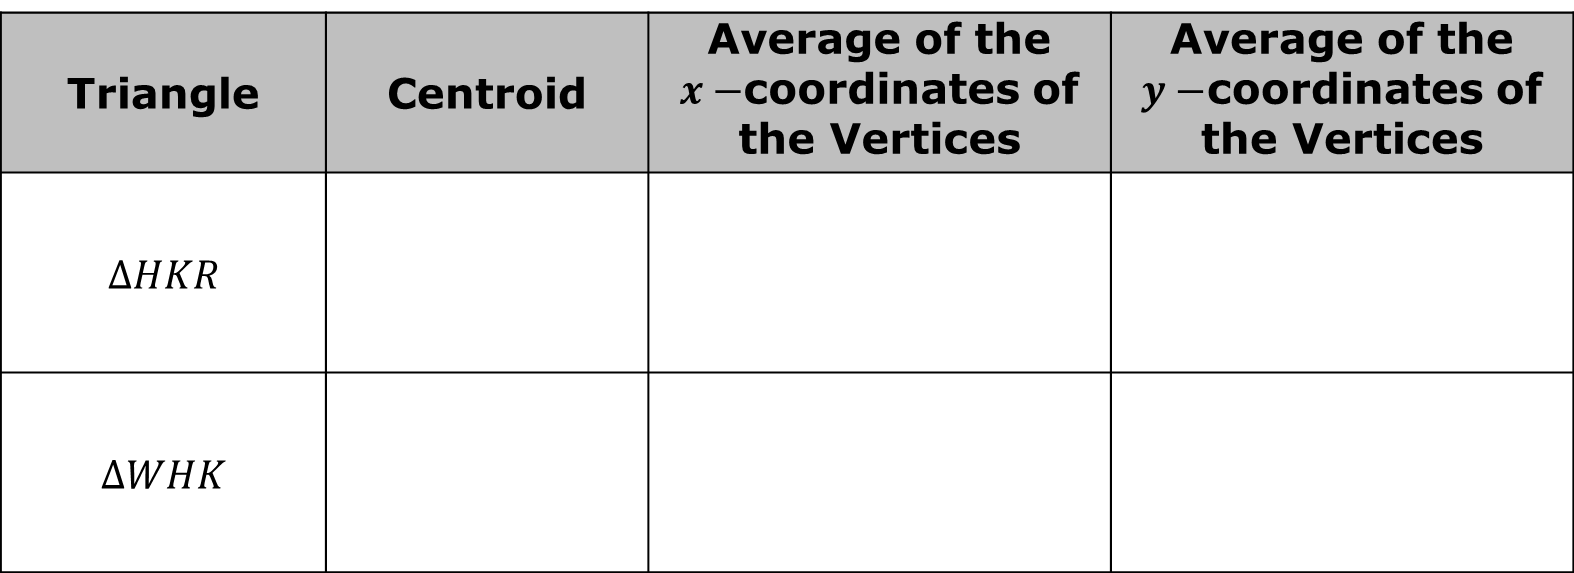 Triangle
Centroid
Average of the
x −coordinates of
the Vertices
Average of the
y −coordinates of
the Vertices
ΔHKR
ΔWHK